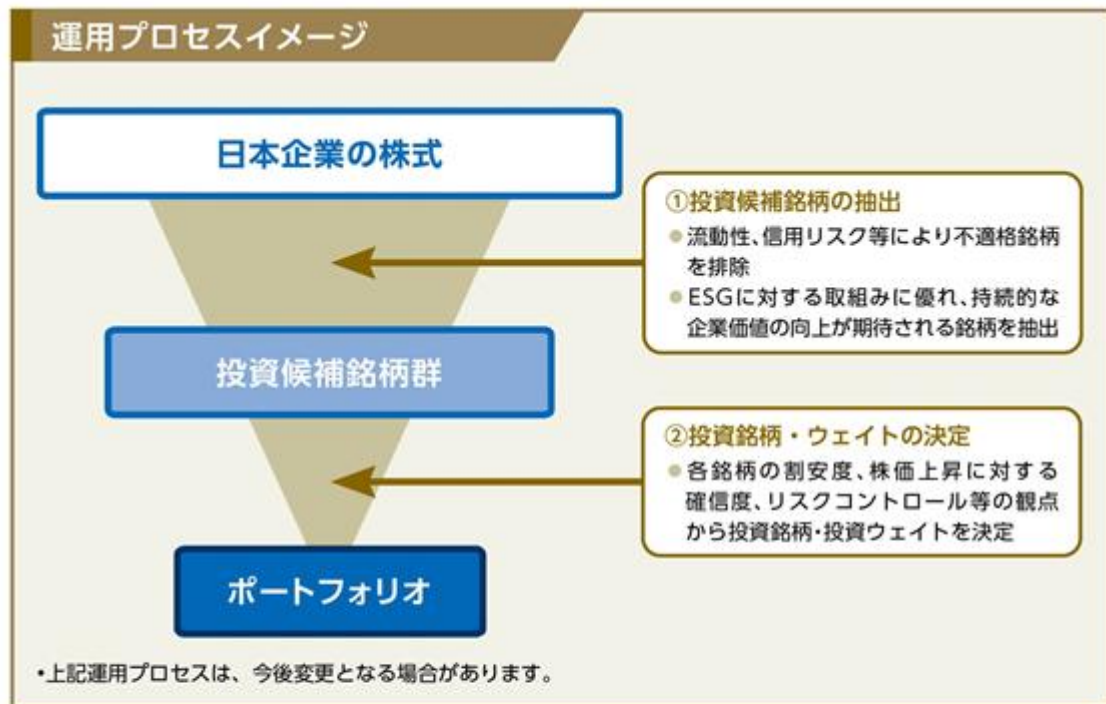 運用プロセスイメージ
日本企業の株式
①投資候補銘柄の抽出
●流動性、信用リスク等により不適格銘柄
を排除
●ESGに対する取組みに優れ、持続的な
企業価値の向上が期待される銘柄を抽出
投資候補銘柄群
②投資銘柄・ウェイトの決定
●各銘柄の割安度、株価上昇に対する
確信度、リスクコントロール等の観点
から投資銘柄・投資ウェイトを決定
ポートフォリオ
•上記運用プロセスは、今後変更となる場合があります。